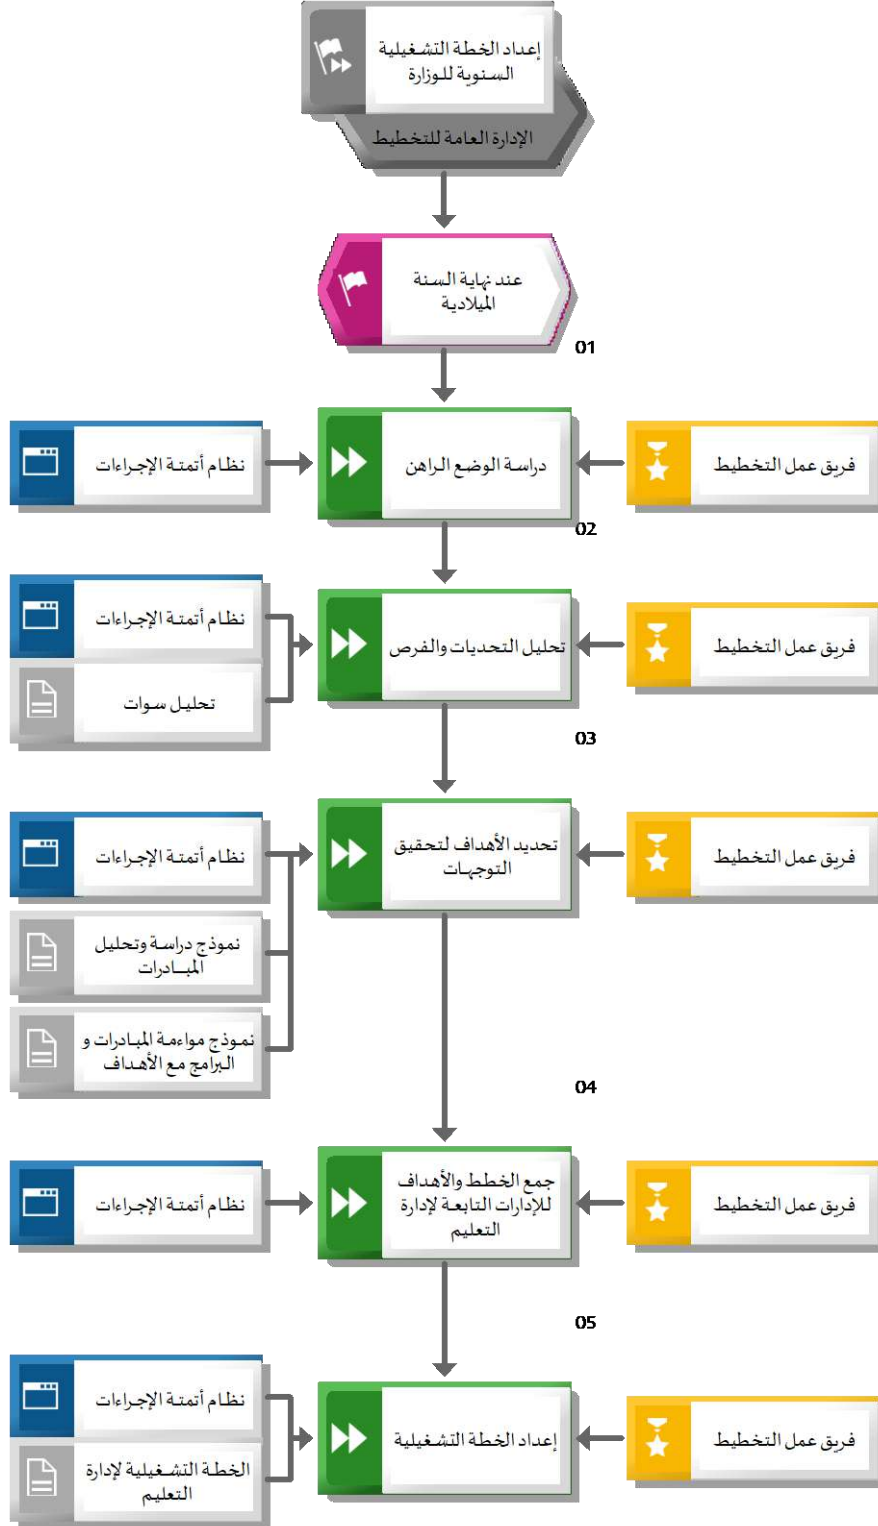 إعداد الخطة التشغيلية
السنوية للوزارة
الإدارة العامة للتخطيط
عند نهاية السنة
الميلادية
01
فريق عمل التخطيط
دراسة الوضع الراهن
نظام أتمتة الإجراءات
02
فريق عمل التخطيط
تحليل التحديات والفرص
نظام أتمتة الإجراءات
تحليل سوات
03
فريق عمل التخطيط
تحديد الأهداف لتحقيق
التوجهات
نظام أتمتة الإجراءات
نموذج دراسة وتحليل
المبادرات
نموذج مواءمة المبادرات و
البرامج مع الأهداف
04
فريق عمل التخطيط
جمع الخطط والأهداف
للإدارات التابعة لإدارة
التعليم
نظام أتمتة الإجراءات
05
فريق عمل التخطيط
إعداد الخطة التشغيلية
نظام أتمتة الإجراءات
الخطة التشغيلية لإدارة
التعليم